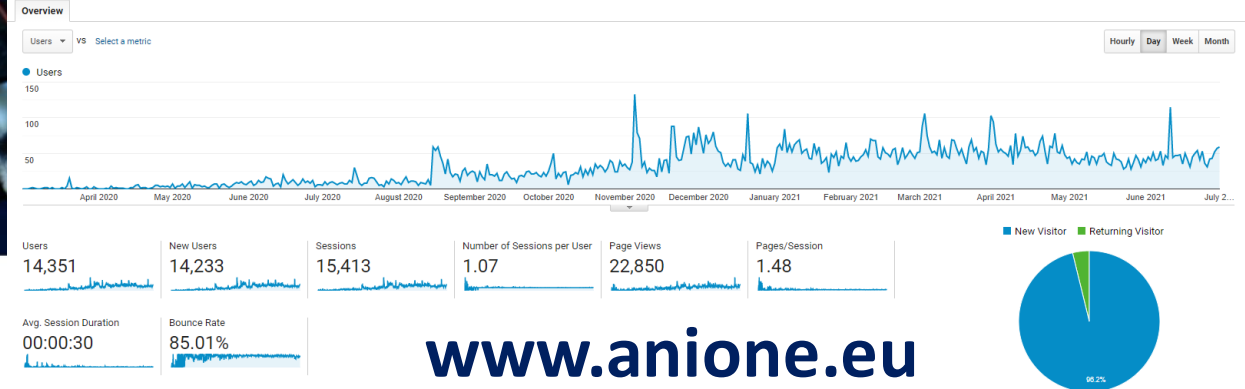 Overview
Users VS Select a metric
Hourly Day Week Month
Users
150
100
50
April 2020 May 2020 June 2020 July 2020 August 2020 September 2020 October 2020 November 2020 December 2020 January 2021 February 2021 March 2021 April 2021 May 2021 June 2021 July 2...
New Visitor Returning Visitor
Users New Users Sessions Number of Sessions per User Page Views Pages/Session
14,351 14,233 15,413 1.07 22,850 1.48
Avg. Session Duration Bounce Rate
00:00:30 85.01%
www.anione.eu
96.2%